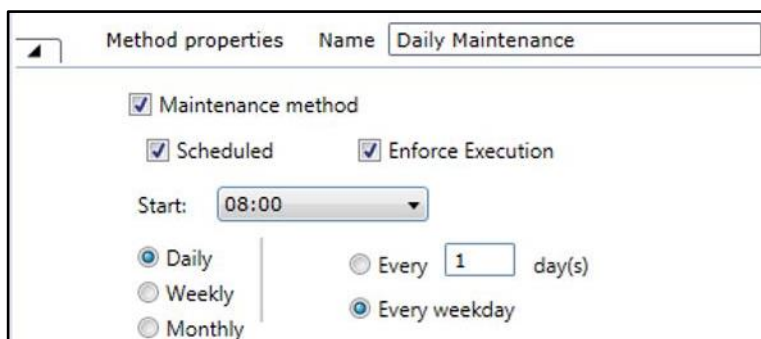 Method properties Name Daily Maintenance
Maintenance method
Scheduled Enforce Execution
Start: 08:00
Daily Every 1 day(s)
Weekly
Every weekday
Monthly